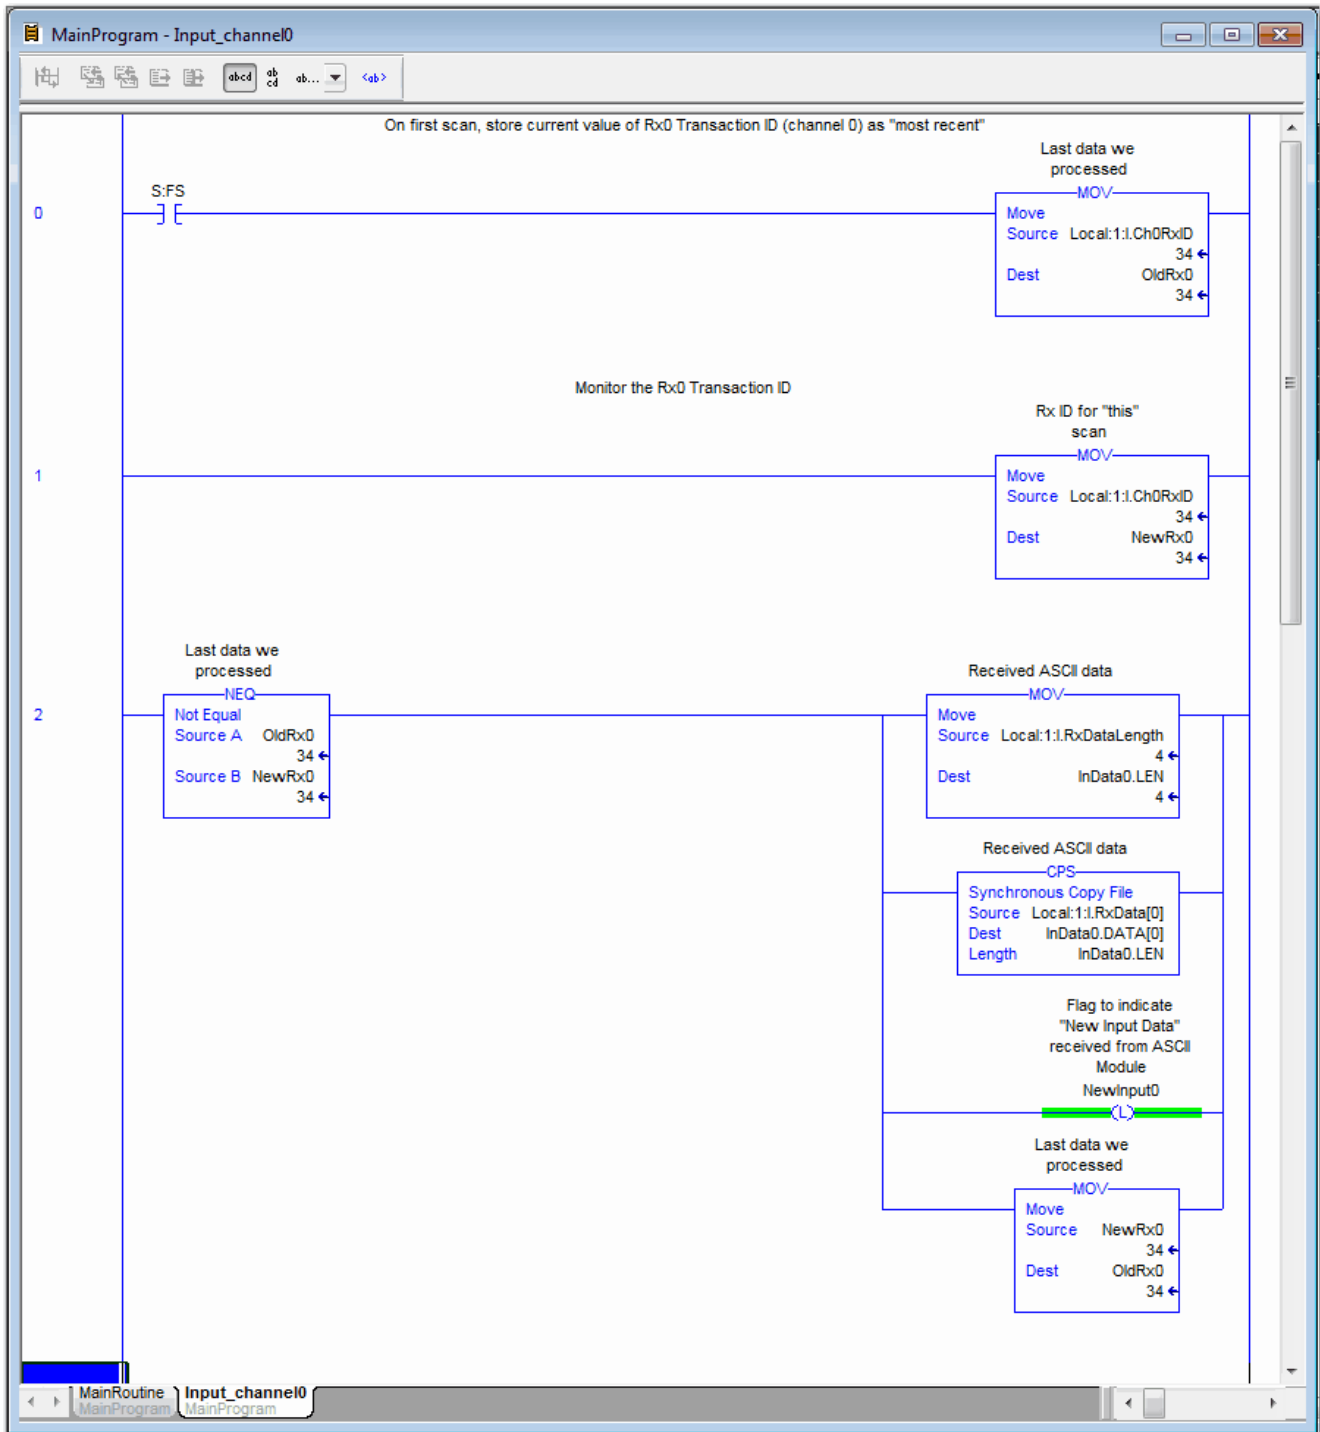 MainProgram - Input_channel0
abcd
ab
cd
ab...
<ab>
On first scan, store current value of Rx0 Transaction ID (channel 0) as "most recent"
Last data we
processed
S:FS
MOV
0
Move
Source Local:1:I.Ch0RxID
34
Dest OldRx0
34
Monitor the Rx0 Transaction ID
Rx ID for "this"
scan
MOV
1
Move
Source Local:1:I.Ch0RxID
34
Dest NewRx0
34
Last data we
processed
Received ASCII data
NEQ
MOV
2
Not Equal
Source A OldRx0
34
Source B NewRx0
34
Move
Source Local:1:I.RxDataLength
4
Dest InData0.LEN
4
Received ASCII data
CPS
Synchronous Copy File
Source Local:1:I.RxData[0]
Dest InData0.DATA[0]
Length InData0.LEN
Flag to indicate
"New Input Data"
received from ASCII
Module
NewInput0
L
Last data we
processed
MOV
Move
Source NewRx0
34
Dest OldRx0
34
MainRoutine
MainProgram
Input_channel0
MainProgram